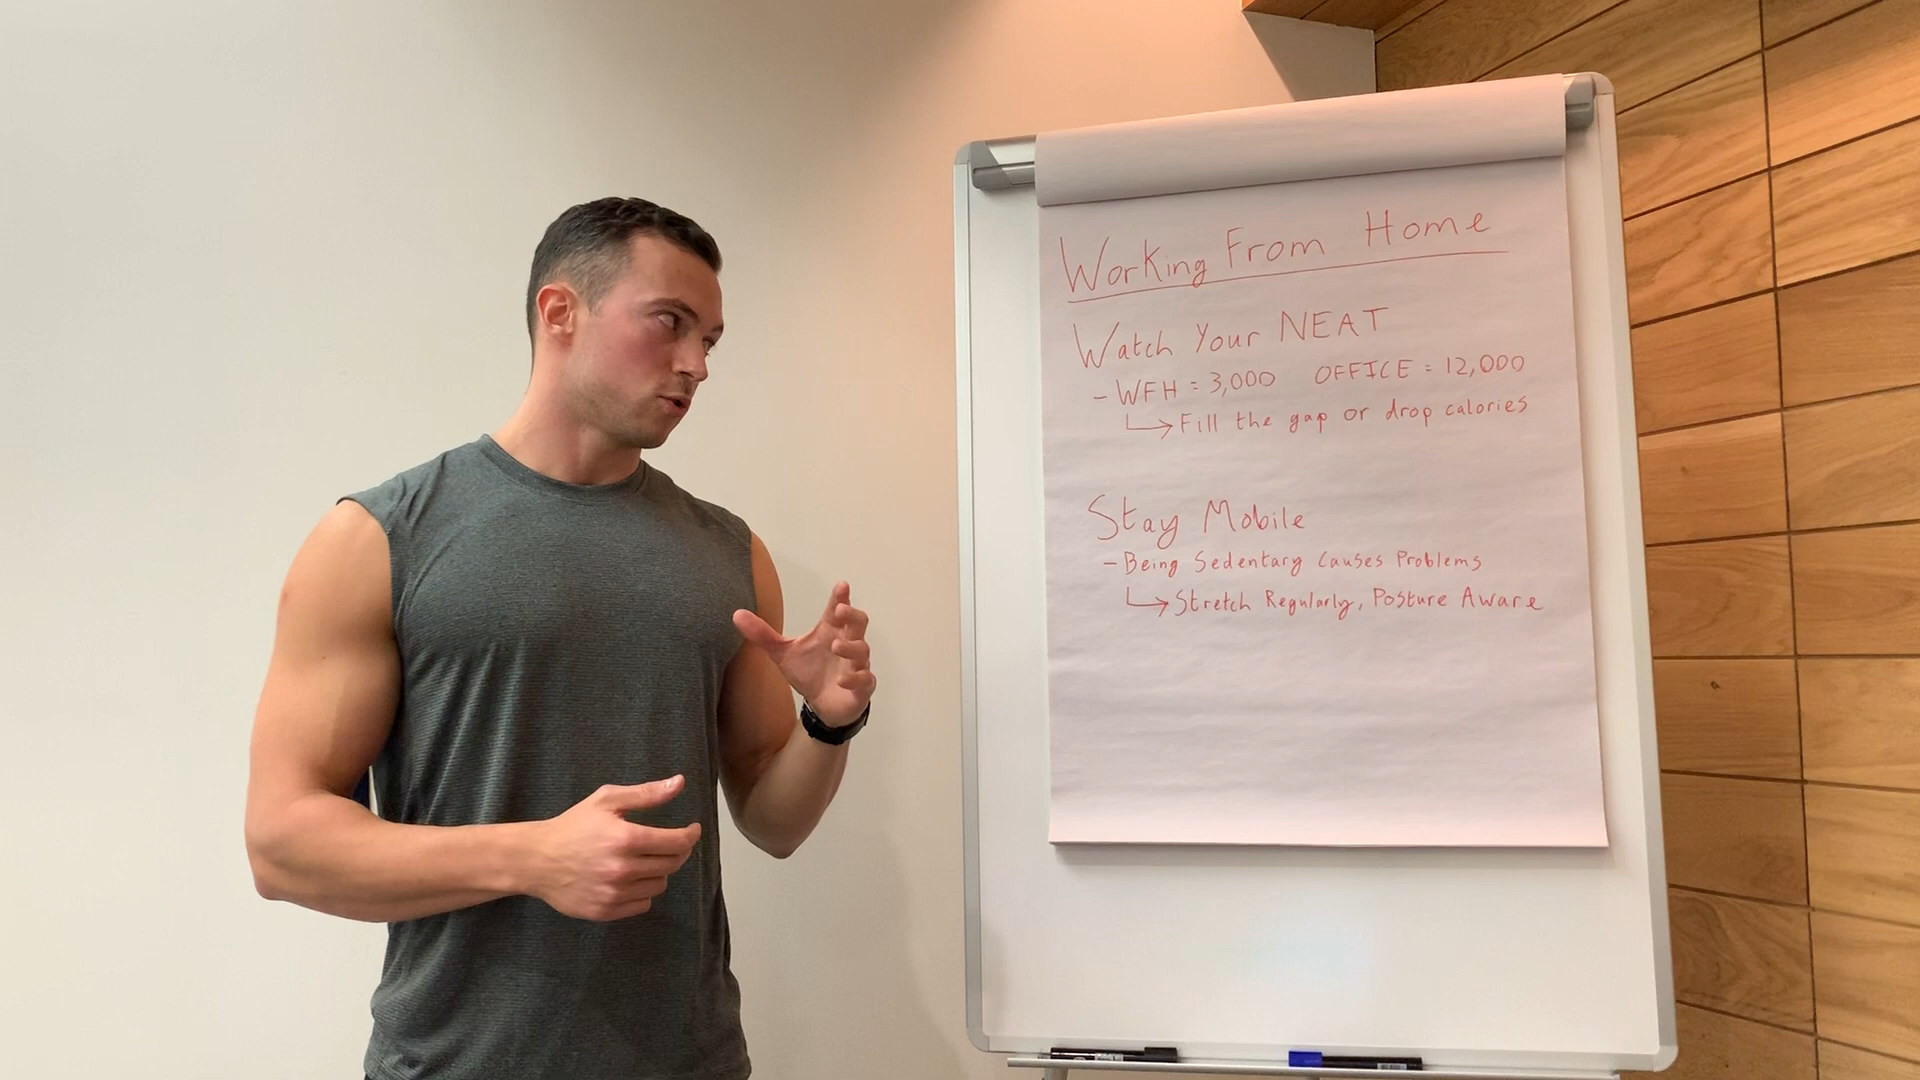 Working From Home
Watch Your NEAT
- WFH = 3,000 OFFICE = 12,000
↳ Fill the gap or drop calories
Stay Mobile
- Being Sedentary Causes Problems
↳ Stretch Regularly, Posture Aware